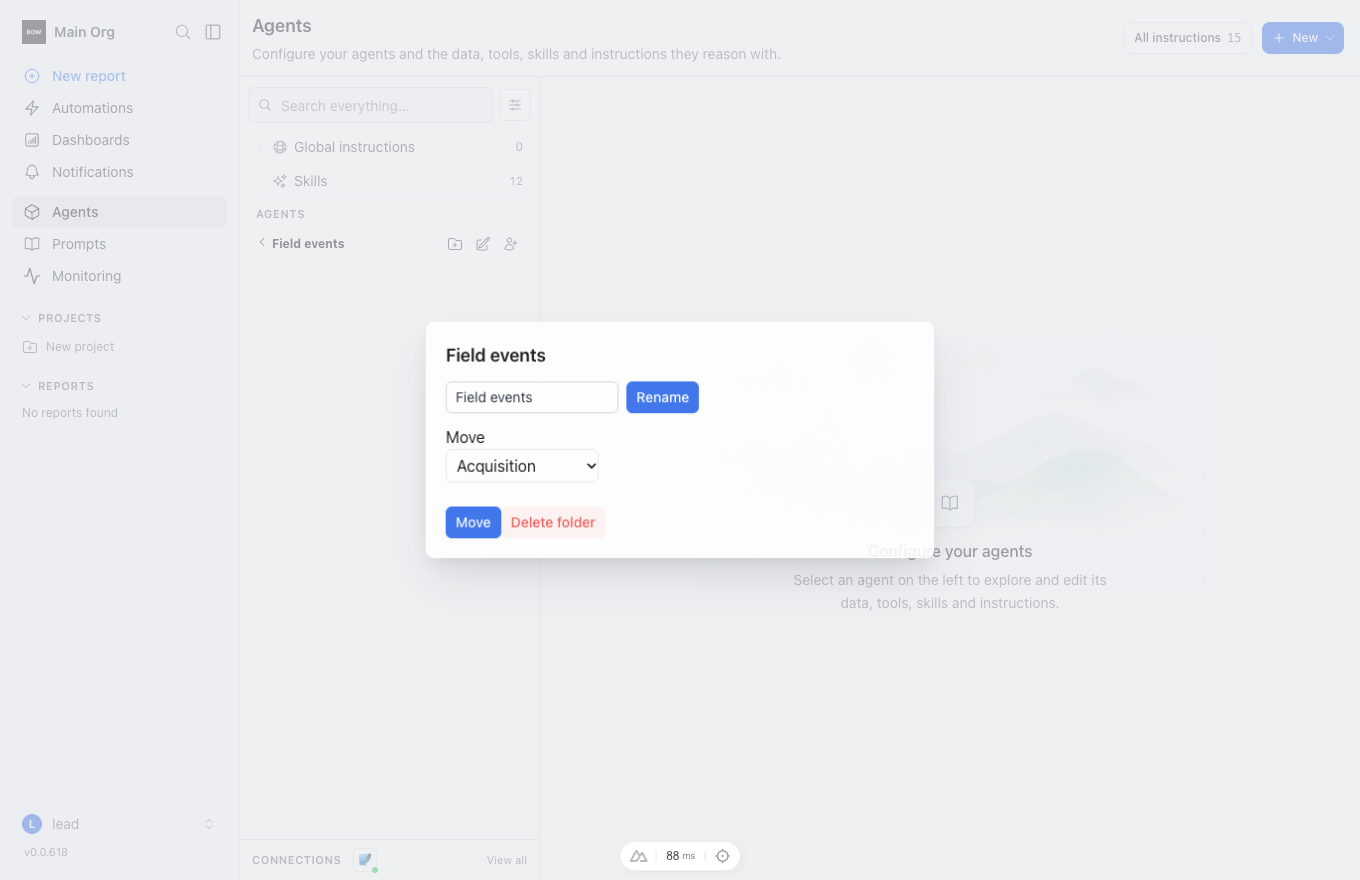 BOW
Main Org
New report
Automations
Dashboards
Notifications
Agents
Prompts
Monitoring
PROJECTS
New project
REPORTS
No reports found
L
lead
v0.0.618
Agents
Configure your agents and the data, tools, skills and instructions they reason with.
All instructions 15
New
Search everything...
Global instructions 0
Skills 12
AGENTS
Field events
Field events
Field events Rename
Move
Acquisition
Move Delete folder
Configure your agents
Select an agent on the left to explore and edit its
data, tools, skills and instructions.
CONNECTIONS View all
88 ms